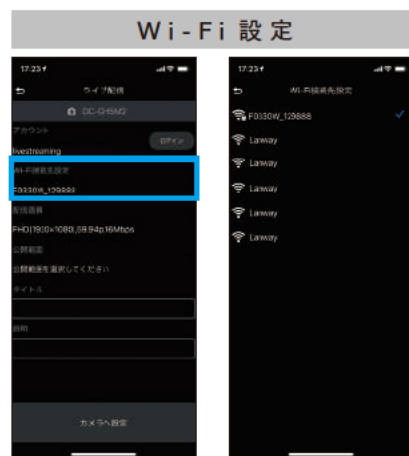 Wi-Fi設定
17:23
ライブ配信
DC-GH5M2
アカウント
livestreaming
ログイン
Wi-Fi接続先設定
F0330W_129888
配信画質
FHD(1920×1080),59.94p,16Mbps
公開範囲
公開範囲を選択してください
タイトル
説明
カメラへ設定
17:23
Wi-Fi接続先設定
F0330W_129888
Lanway
Lanway
Lanway
Lanway
Lanway